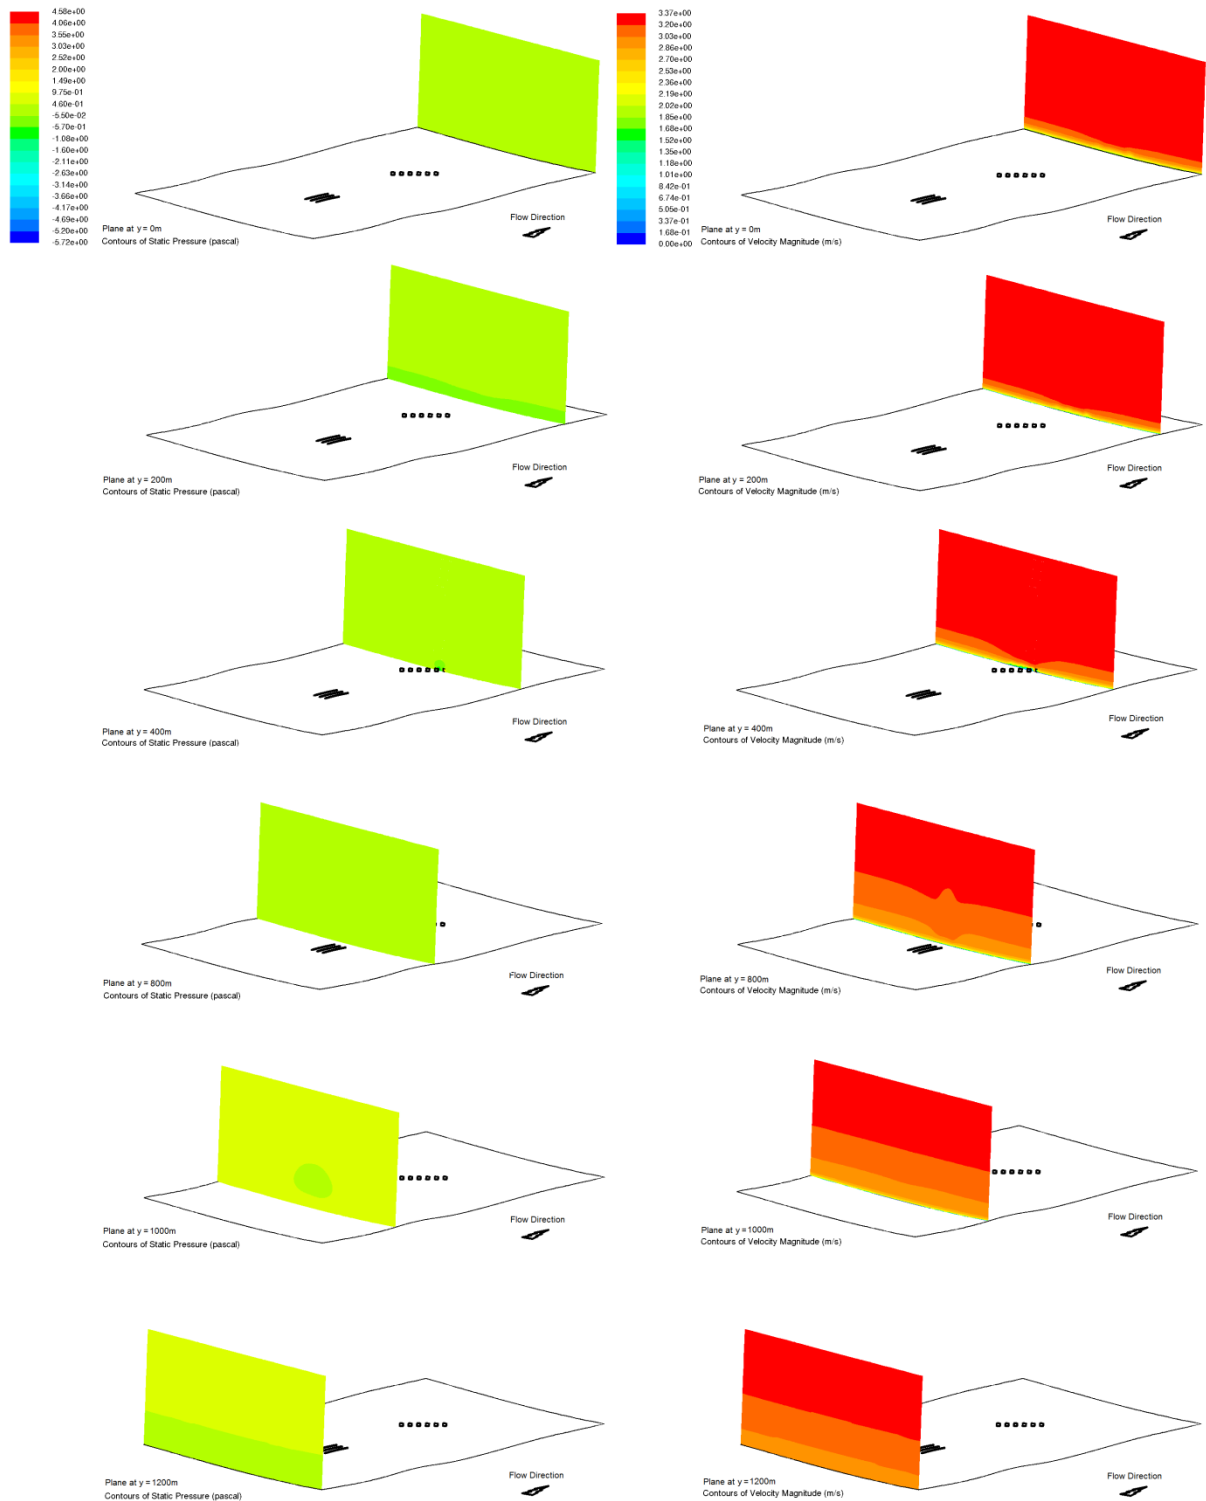 4.58e+00
4.06e+00
3.55e+00
3.03e+00
2.52e+00
2.00e+00
1.49e+00
9.75e-01
4.60e-01
-5.50e-02
-5.70e-01
-1.08e+00
-1.60e+00
-2.11e+00
-2.63e+00
-3.14e+00
-3.66e+00
-4.17e+00
-4.69e+00
-5.20e+00
-5.72e+00
Flow Direction
Plane at y = 0m
Contours of Static Pressure (pascal)
3.37e+00
3.20e+00
3.03e+00
2.86e+00
2.70e+00
2.53e+00
2.36e+00
2.19e+00
2.02e+00
1.85e+00
1.68e+00
1.52e+00
1.35e+00
1.18e+00
1.01e+00
8.42e-01
6.74e-01
5.05e-01
3.37e-01
1.68e-01
0.00e+00
Flow Direction
Plane at y = 0m
Contours of Velocity Magnitude (m/s)
Flow Direction
Plane at y = 200m
Contours of Static Pressure (pascal)
Flow Direction
Plane at y = 200m
Contours of Velocity Magnitude (m/s)
Flow Direction
Plane at y = 400m
Contours of Static Pressure (pascal)
Flow Direction
Plane at y = 400m
Contours of Velocity Magnitude (m/s)
Flow Direction
Plane at y = 800m
Contours of Static Pressure (pascal)
Flow Direction
Plane at y = 800m
Contours of Velocity Magnitude (m/s)
Flow Direction
Plane at y = 1000m
Contours of Static Pressure (pascal)
Flow Direction
Plane at y = 1000m
Contours of Velocity Magnitude (m/s)
Flow Direction
Plane at y = 1200m
Contours of Static Pressure (pascal)
Flow Direction
Plane at y = 1200m
Contours of Velocity Magnitude (m/s)